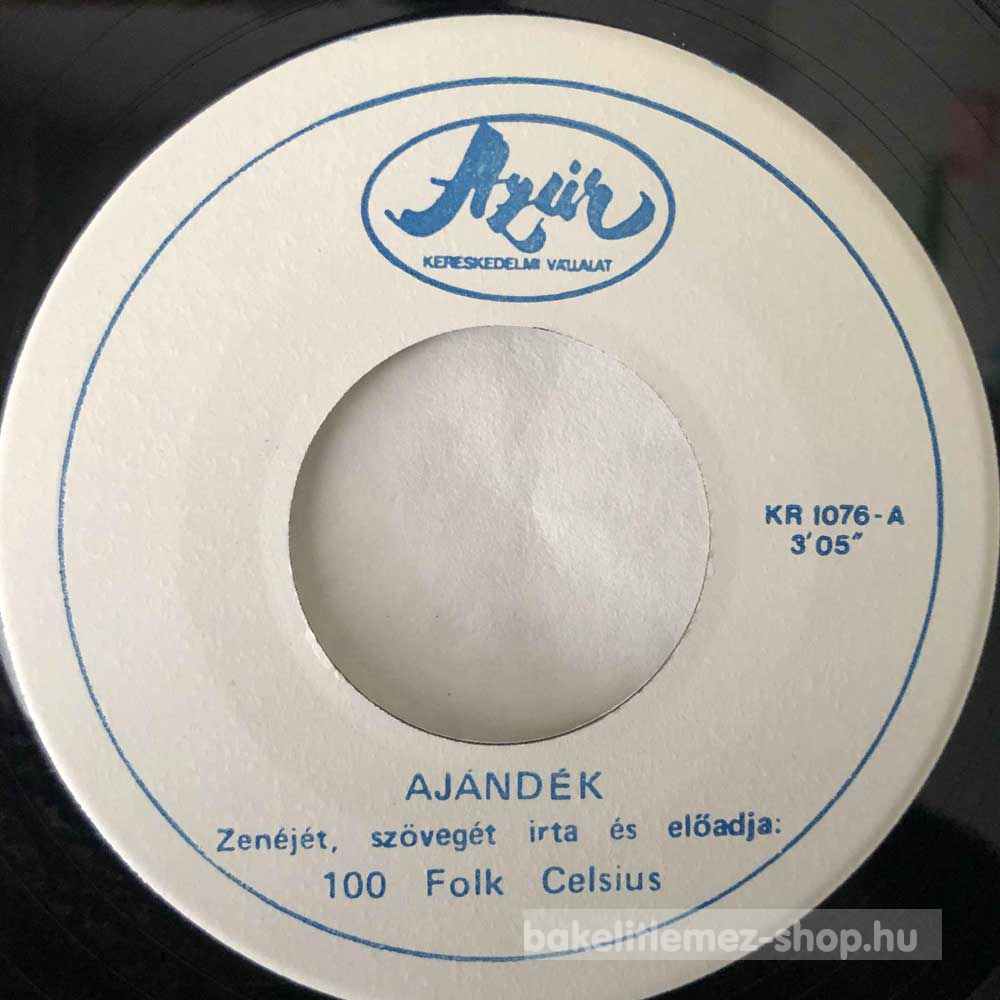 Azúr
KERESKEDELMI VÁLLALAT
KR 1076-A
3'05"
AJÁNDÉK
Zenéjét, szövegét irta és előadja:
100 Folk Celsius
bakelitlemez-shop.hu